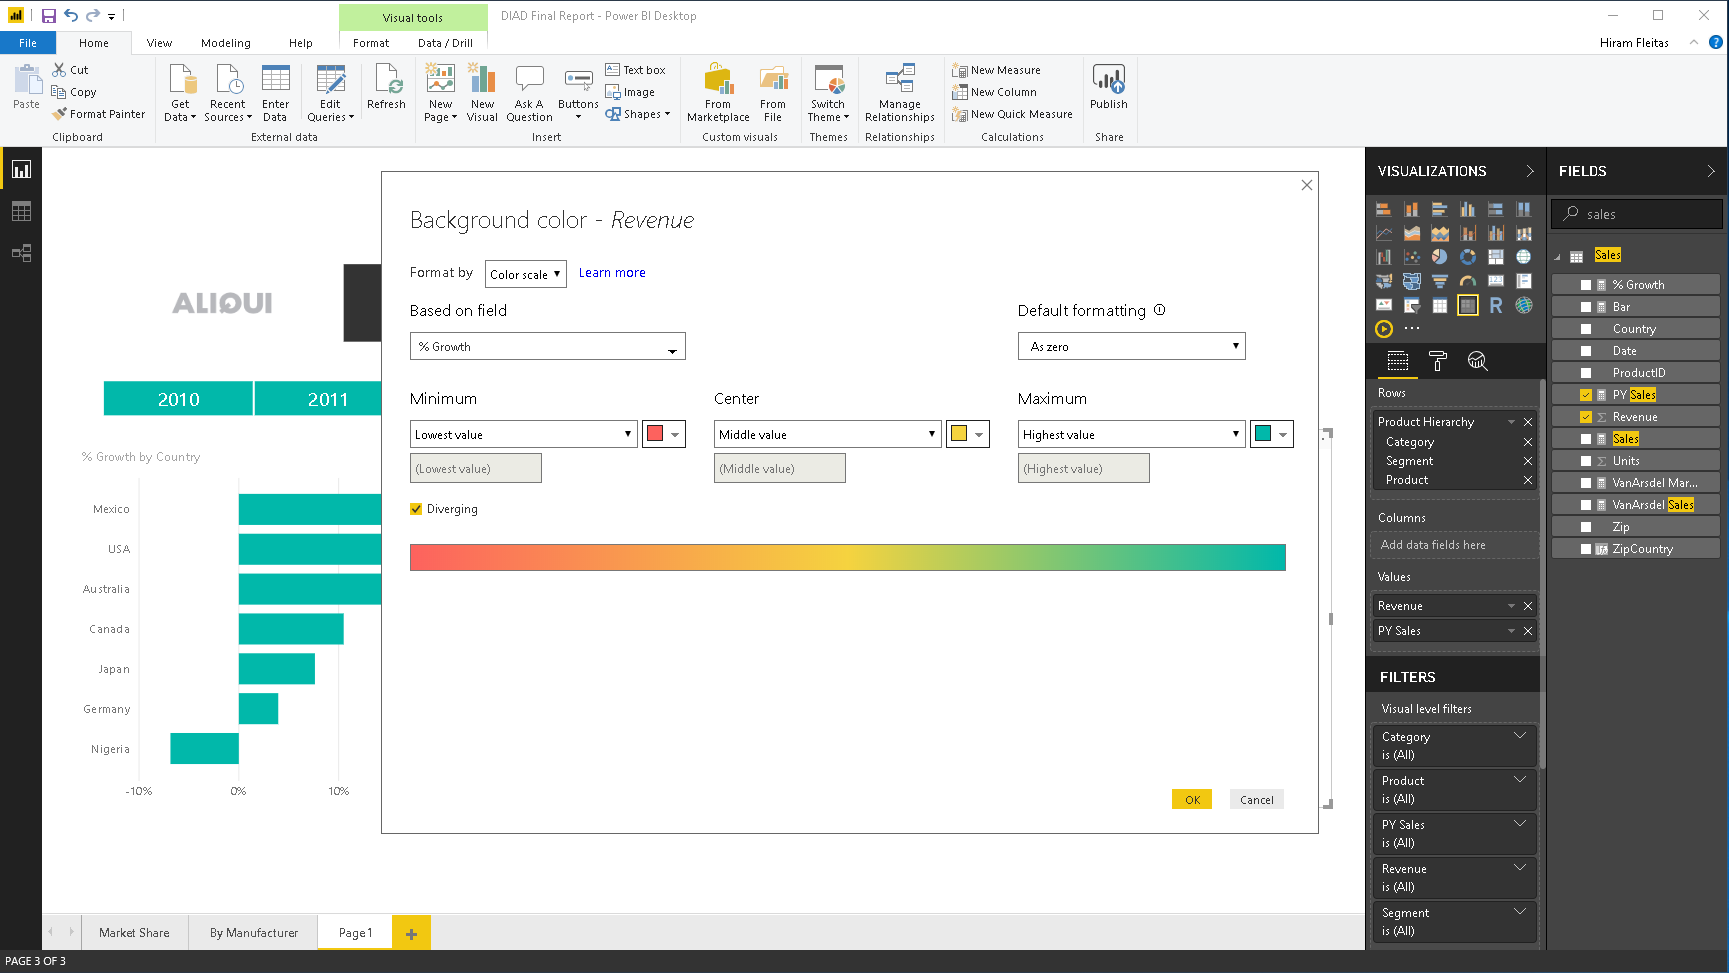 Visual tools
DIAD Final Report - Power BI Desktop
File
Home
View
Modeling
Help
Format
Data / Drill
Hiram Fleitas
?
Paste
Cut
Copy
Format Painter
Clipboard
Get Data
Recent Sources
Enter Data
Edit Queries
External data
Refresh
New Page
New Visual
Ask A Question
Buttons
Text box
Image
Shapes
Insert
From Marketplace
From File
Custom visuals
Switch Theme
Themes
Manage Relationships
Relationships
New Measure
New Column
New Quick Measure
Calculations
Publish
Share
ALIQUI
2010
2011
% Growth by Country
Mexico
USA
Australia
Canada
Japan
Germany
Nigeria
-10%
0%
10%
Background color - Revenue
Format by
Color scale
Learn more
Based on field
% Growth
Default formatting
As zero
Minimum
Lowest value
(Lowest value)
Center
Middle value
(Middle value)
Maximum
Highest value
(Highest value)
Diverging
OK
Cancel
VISUALIZATIONS
R
Rows
Product Hierarchy
Category
Segment
Product
Columns
Add data fields here
Values
Revenue
PY Sales
FILTERS
Visual level filters
Category
is (All)
Product
is (All)
PY Sales
is (All)
Revenue
is (All)
Segment
is (All)
FIELDS
sales
Sales
% Growth
Bar
Country
Date
ProductID
PY Sales
Revenue
Sales
Units
VanArsdel Mar...
VanArsdel Sales
Zip
ZipCountry
Market Share
By Manufacturer
Page1
PAGE 3 OF 3